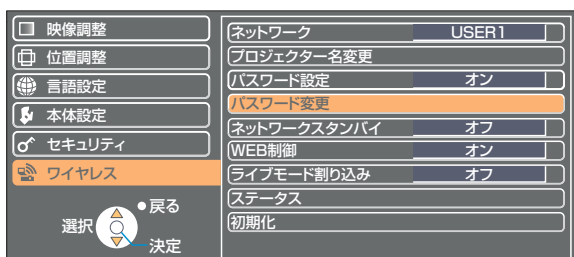 映像調整
位置調整
言語設定
本体設定
セキュリティ
ワイヤレス
戻る
選択
決定
ネットワーク USER1
プロジェクター名変更
パスワード設定 オン
パスワード変更
ネットワークスタンバイ オフ
WEB制御 オン
ライブモード割り込み オフ
ステータス
初期化